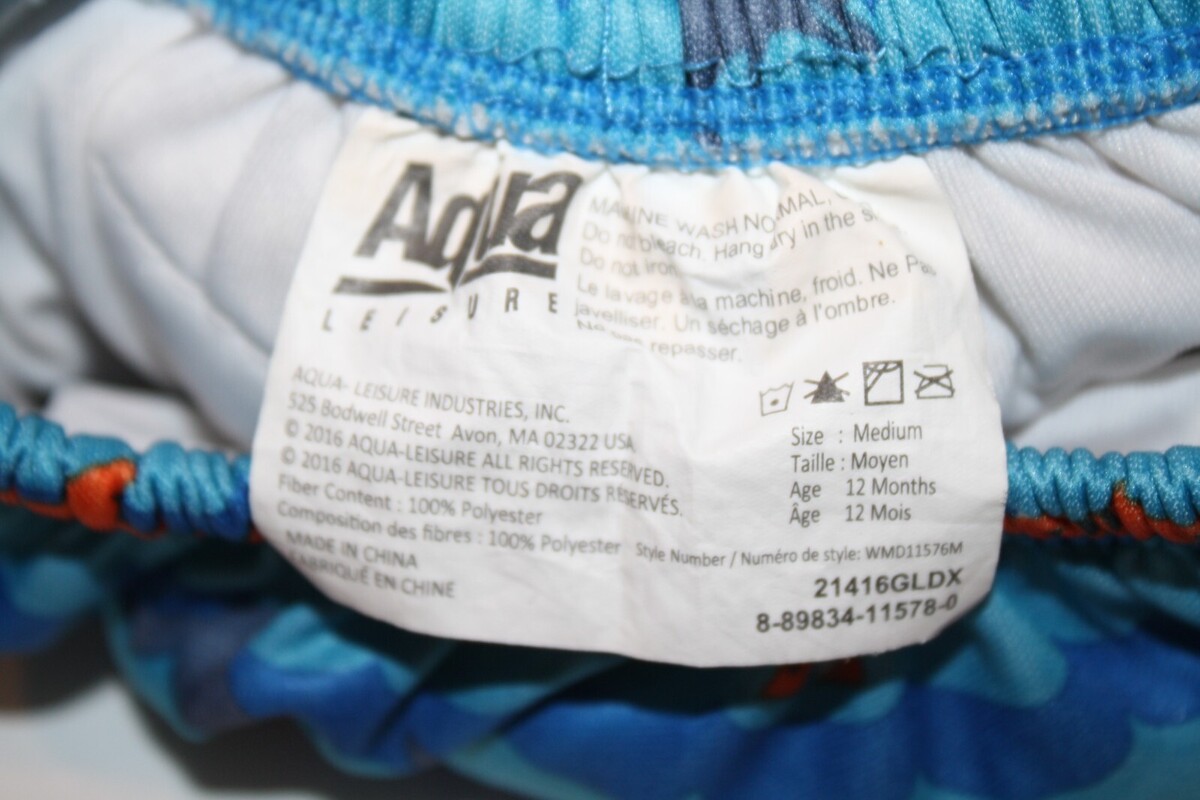 Aqua
LEISURE
WASH
Do not bleach. Hang dry in the
Do not iron
Le lavage à la machine, froid. Ne Pas
javelliser. Un séchage à l'ombre.
repasser.
AQUA- LEISURE INDUSTRIES, INC.
525 Bodwell Street Avon, MA 02322 USA
© 2016 AQUA-LEISURE ALL RIGHTS RESERVED.
© 2016 AQUA-LEISURE TOUS DROITS RÉSERVÉS.
Fiber Content : 100% Polyester
Composition des fibres : 100% Polyester
MADE IN CHINA
FABRIQUÉ EN CHINE
Size : Medium
Taille : Moyen
Age 12 Months
Âge 12 Mois
Style Number / Numéro de style: WMD11576M
21416GLDX
8-89834-11578-0